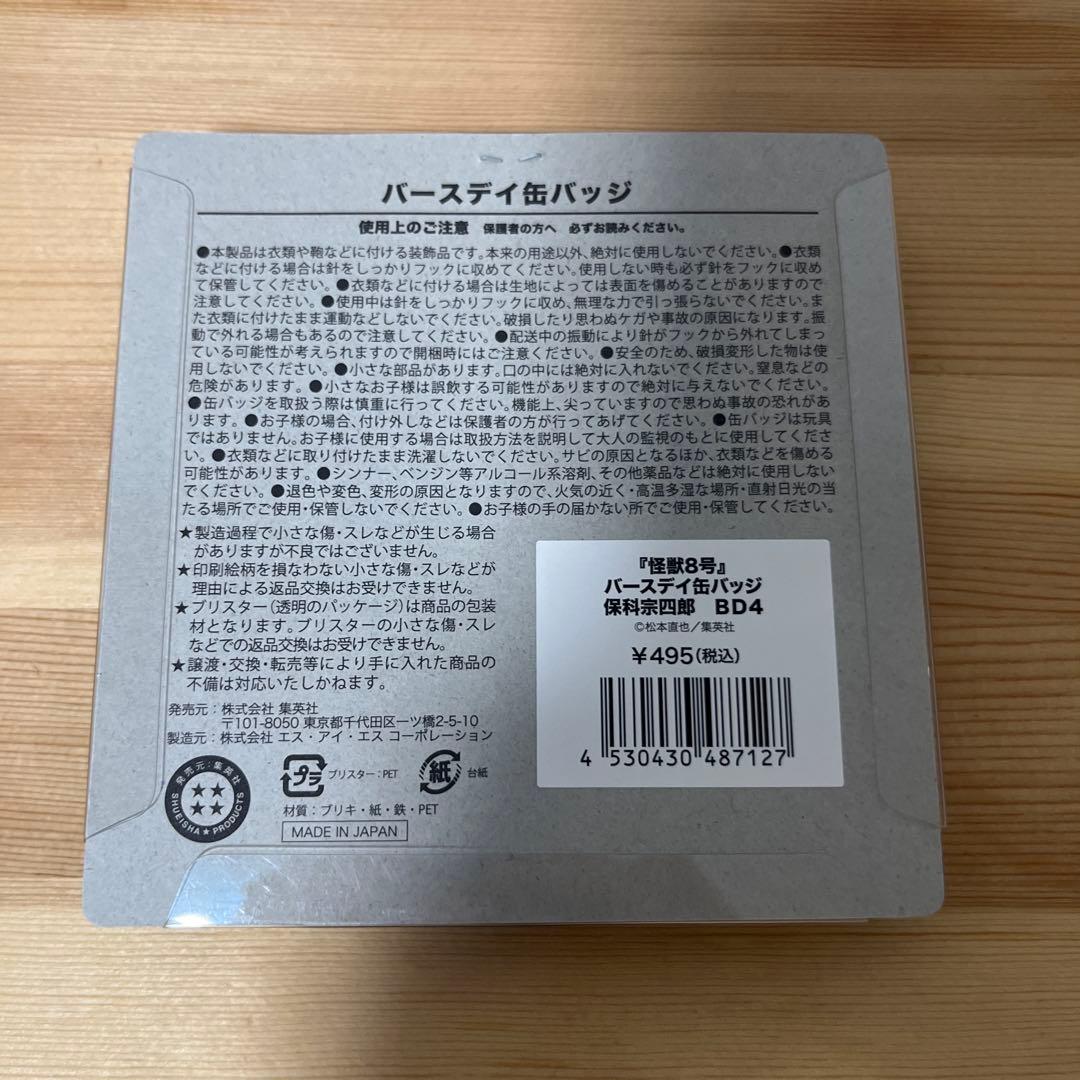 バースデイ缶バッジ
使用上のご注意 保護者の方へ 必ずお読みください。
●本製品は衣類や鞄などに付ける装飾品です。本来の用途以外、絶対に使用しないでください。●衣類
などに付ける場合は針をしっかりフックに収めてください。使用しない時も必ず針をフックに収め
て保管してください。●衣類などに付ける場合は生地によっては表面を傷めることがありますので
注意してください。●使用中は針をしっかりフックに収め、無理な力で引っ張らないでください。ま
た衣類に付けたまま運動などしないでください。破損したり思わぬケガや事故の原因になります。振
動で外れる場合もあるので注意してください。●配送中の振動により針がフックから外れてしまっ
ている可能性が考えられますので開梱時にはご注意ください。●安全のため、破損変形した物は使
用しないでください。●小さな部品があります。口の中には絶対に入れないでください。窒息などの
危険があります。●小さなお子様は誤飲する可能性がありますので絶対に与えないでください。
●缶バッジを取扱う際は慎重に行ってください。機能上、尖っていますので思わぬ事故の恐れがあ
ります。●お子様の場合、付け外しなどは保護者の方が行ってあげてください。●缶バッジは玩具
ではありません。お子様に使用する場合は取扱方法を説明して大人の監視のもとに使用してくださ
い。●衣類などに取り付けたまま洗濯しないでください。サビの原因となるほか、衣類などを傷める
可能性があります。●シンナー、ベンジン等アルコール系溶剤、その他薬品などは絶対に使用しない
でください。●退色や変色、変形の原因となりますので、火気の近く・高温多湿な場所・直射日光の当
たる場所でご使用・保管しないでください。●お子様の手の届かない所でご使用・保管してください。
★製造過程で小さな傷・スレなどが生じる場合
がありますが不良ではございません。
★印刷絵柄を損なわない小さな傷・スレなどが
理由による返品交換はお受けできません。
★ブリスター（透明のパッケージ）は商品の包装
材となります。ブリスターの小さな傷・スレ
などでの返品交換はお受けできません。
★譲渡・交換・転売等により手に入れた商品の
不備は対応いたしかねます。
発売元：株式会社 集英社
〒101-8050 東京都千代田区一ツ橋2-5-10
製造元：株式会社 エス・アイ・エス コーポレーション
発売元：集英社
SHUEISHA★PRODUCTS
プラ ブリスター：PET 紙 台紙
材質：ブリキ・紙・鉄・PET
MADE IN JAPAN
『怪獣8号』
バースデイ缶バッジ
保科宗四郎 BD4
©松本直也／集英社
¥495(税込)
4 530430 487127